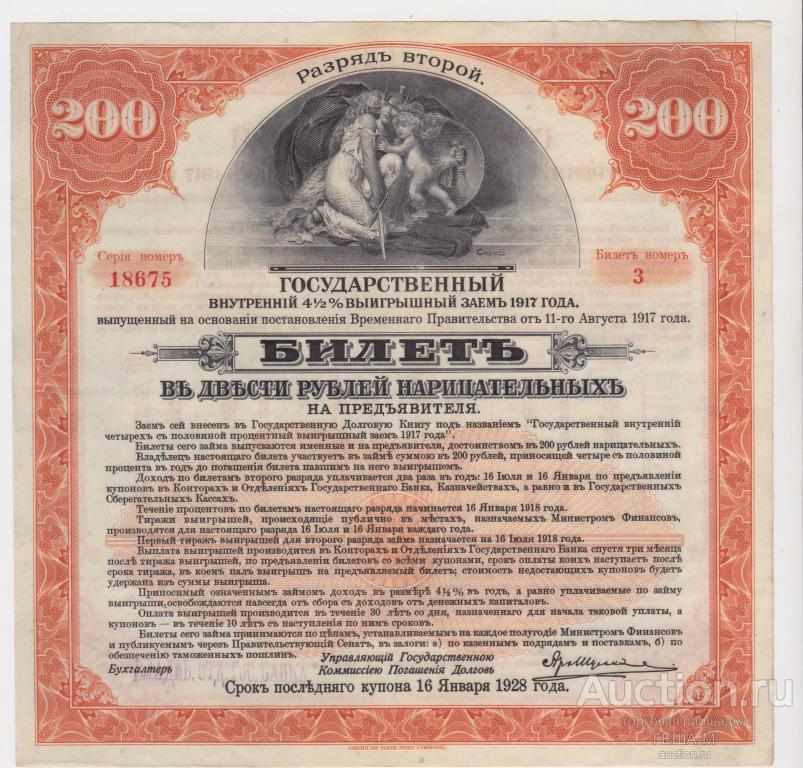 Разрядъ второй.
200
200
Серія номеръ
18675
Билетъ номеръ
3
ГОСУДАРСТВЕННЫЙ
ВНУТРЕННІЙ 4½% ВЫИГРЫШНЫЙ ЗАЕМЪ 1917 ГОДА,
выпущенный на основаніи постановленія Временнаго Правительства отъ 11-го Августа 1917 года.
БИЛЕТЪ
ВЪ ДВѢСТИ РУБЛЕЙ НАРИЦАТЕЛЬНЫХЪ
НА ПРЕДЪЯВИТЕЛЯ.
Заемъ сей внесенъ въ Государственную Долговую Книгу подъ названіемъ "Государственный внутренній
четырехъ съ половиной процентный выигрышный заемъ 1917 года".
Билеты сего займа выпускаются именные и на предъявителя, достоинствомъ въ 200 рублей нарицательныхъ.
Владѣлецъ настоящаго билета участвуетъ въ займѣ суммою въ 200 рублей, приносящей четыре съ половиной
процента въ годъ до погашенія билета павшимъ на него выигрышемъ.
Доходъ по билетамъ второго разряда уплачивается два раза въ годъ: 16 Іюля и 16 Января по предъявленіи
купоновъ въ Конторахъ и Отдѣленіяхъ Государственнаго Банка, Казначействахъ, а равно и въ Государственныхъ
Сберегательныхъ Кассахъ.
Теченіе процентовъ по билетамъ настоящаго разряда начинается 16 Января 1918 года.
Тиражи выигрышей, происходящіе публично въ мѣстахъ, назначаемыхъ Министромъ Финансовъ,
производятся для настоящаго разряда 16 Іюля и 16 Января каждаго года.
Первый тиражъ выигрышей для второго разряда займа назначается на 16 Іюля 1918 года.
Выплата выигрышей производится въ Конторахъ и Отдѣленіяхъ Государственнаго Банка спустя три мѣсяца
послѣ тиража выигрышей, по предъявленіи билетовъ со всѣми купонами, срокъ оплаты коихъ наступаетъ послѣ
срока тиража, въ коемъ палъ выигрышъ на предъявляемый билетъ; стоимость недостающихъ купоновъ будетъ
удержана изъ суммы выигрыша.
Приносимый означеннымъ займомъ доходъ въ размѣрѣ 4½% въ годъ, а равно уплачиваемые по займу
выигрыши, освобождаются навсегда отъ сбора съ доходовъ отъ денежныхъ капиталовъ.
Оплата выигрышей производится въ теченіе 30 лѣтъ со дня, назначеннаго для начала таковой уплаты, а
купоновъ — въ теченіе 10 лѣтъ съ наступленія по нимъ сроковъ.
Билеты сего займа принимаются по цѣнамъ, устанавливаемымъ на каждое полугодіе Министромъ Финансовъ
и публикуемымъ чрезъ Правительствующій Сенатъ, въ залоги: а) по казеннымъ подрядамъ и поставкамъ, б) по
обезпеченію таможенныхъ пошлинъ.
Бухгалтеръ
Управляющій Государственною
Коммиссіею Погашенія Долговъ
Срокъ послѣдняго купона 16 Января 1928 года.
AMERICAN BANK NOTE COMPANY.
Auction.ru
торговая площадка
ГЕША-М
auction.ru